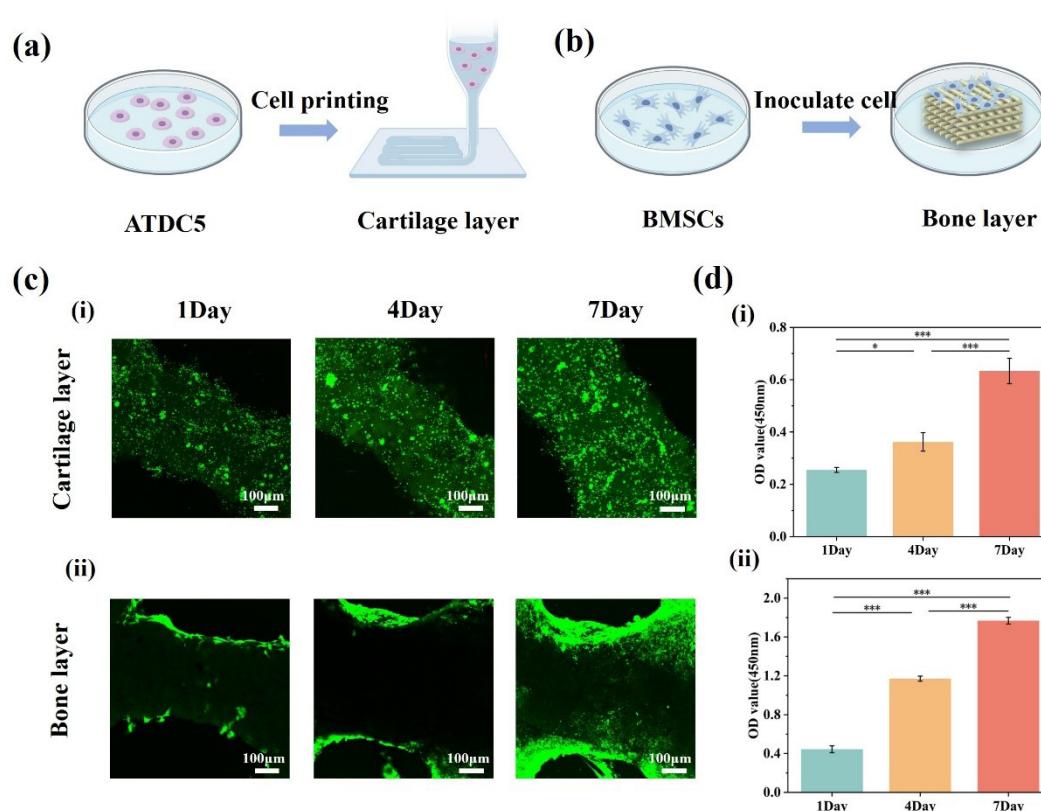 (a)
Cell printing
ATDC5
Cartilage layer
(b)
Inoculate cell
BMSCs
Bone layer
(c)
(i)
1Day
4Day
7Day
Cartilage layer
100μm
100μm
100μm
(ii)
Bone layer
100μm
100μm
100μm
(d)
(i)
OD value(450nm)
0.8
0.6
0.4
0.2
0.0
***
*
***
1Day
4Day
7Day
(ii)
OD value(450nm)
2.0
1.6
1.2
0.8
0.4
0.0
***
***
***
1Day
4Day
7Day